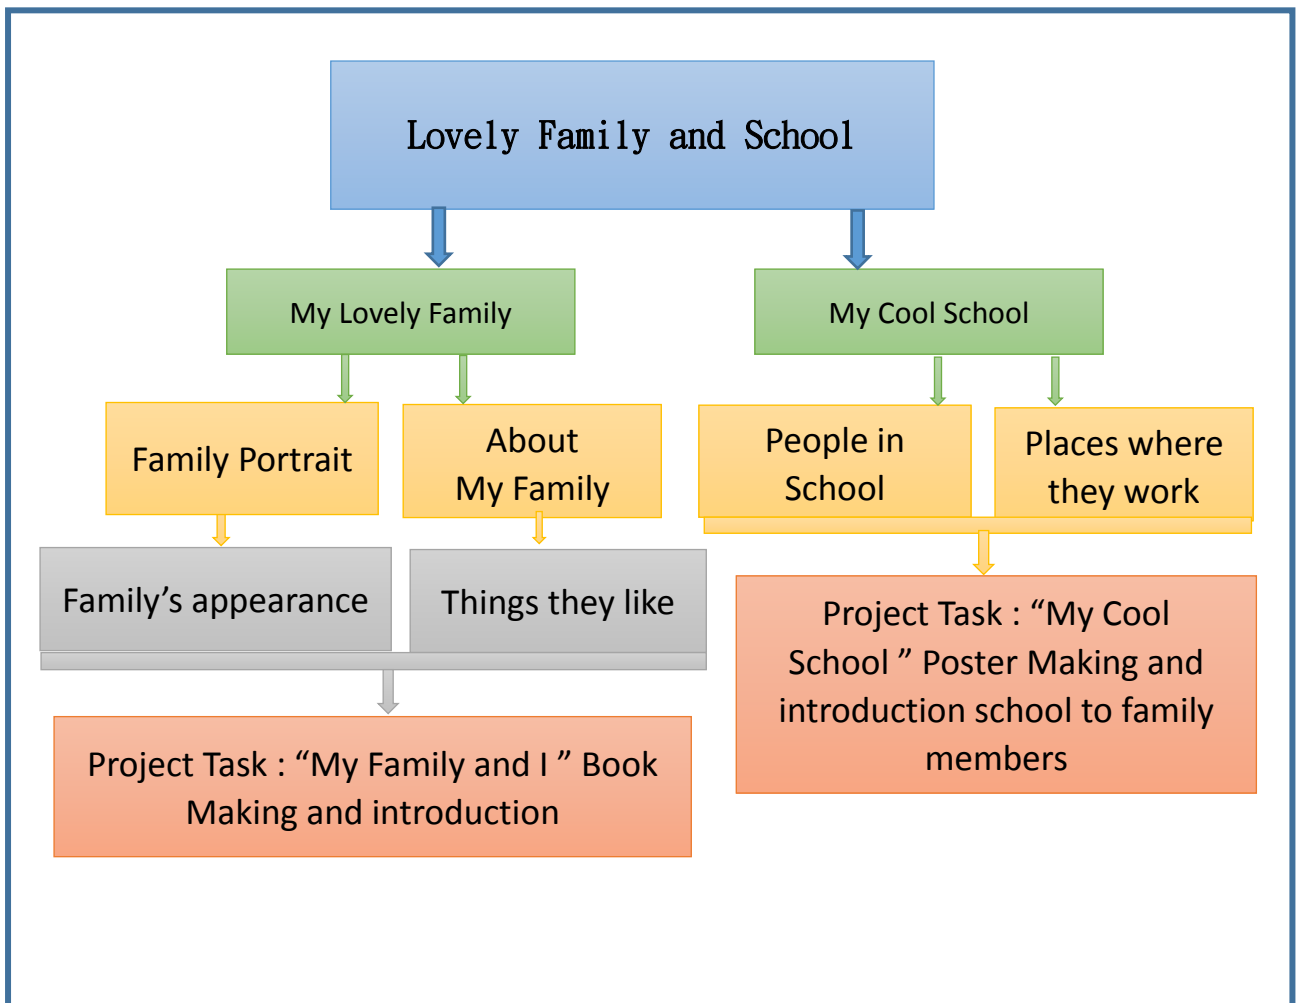 Lovely Family and School
My Lovely Family
My Cool School
Family Portrait
About
My Family
People in
School
Places where
they work
Family’s appearance
Things they like
Project Task : “My Family and I ” Book
Making and introduction
Project Task : “My Cool
School ” Poster Making and
introduction school to family
members